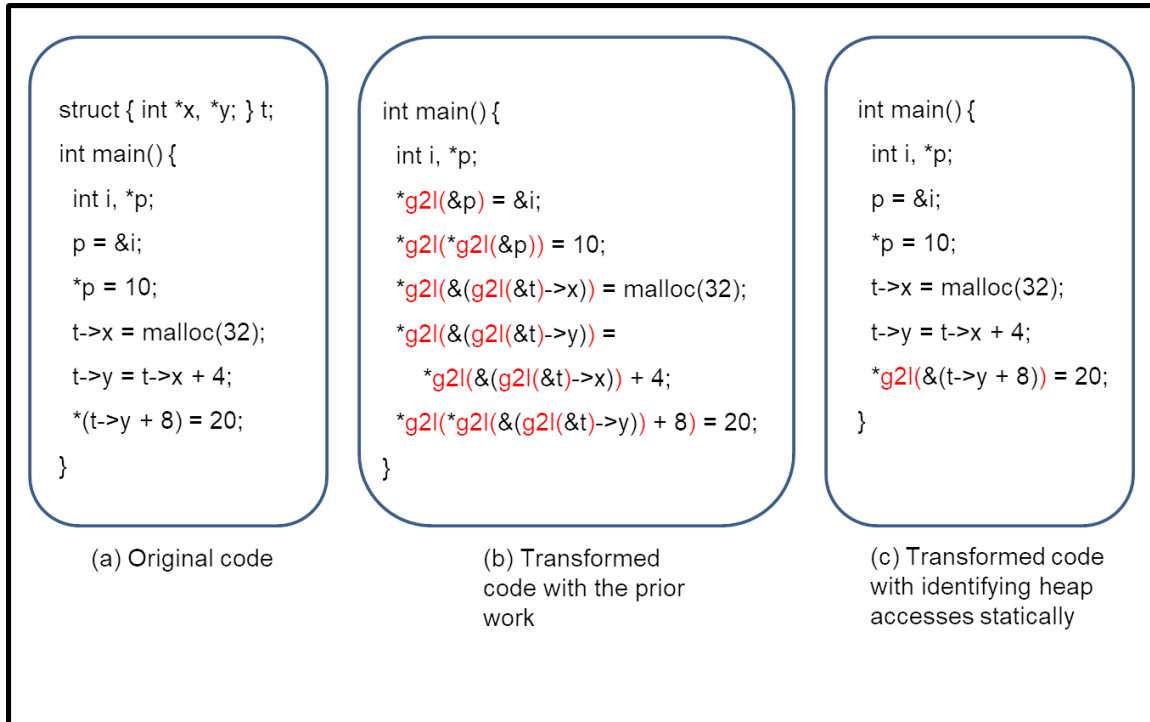 struct { int *x, *y; } t;
int main() {
int i, *p;
p = &i;
*p = 10;
t->x = malloc(32);
t->y = t->x + 4;
*(t->y + 8) = 20;
}
(a) Original code
int main() {
int i, *p;
*g2l(&p) = &i;
*g2l(*g2l(&p)) = 10;
*g2l(&(g2l(&t)->x)) = malloc(32);
*g2l(&(g2l(&t)->y)) =
*g2l(&(g2l(&t)->x)) + 4;
*g2l(*g2l(&(g2l(&t)->y)) + 8) = 20;
}
(b) Transformed
code with the prior
work
int main() {
int i, *p;
p = &i;
*p = 10;
t->x = malloc(32);
t->y = t->x + 4;
*g2l(&(t->y + 8)) = 20;
}
(c) Transformed code
with identifying heap
accesses statically